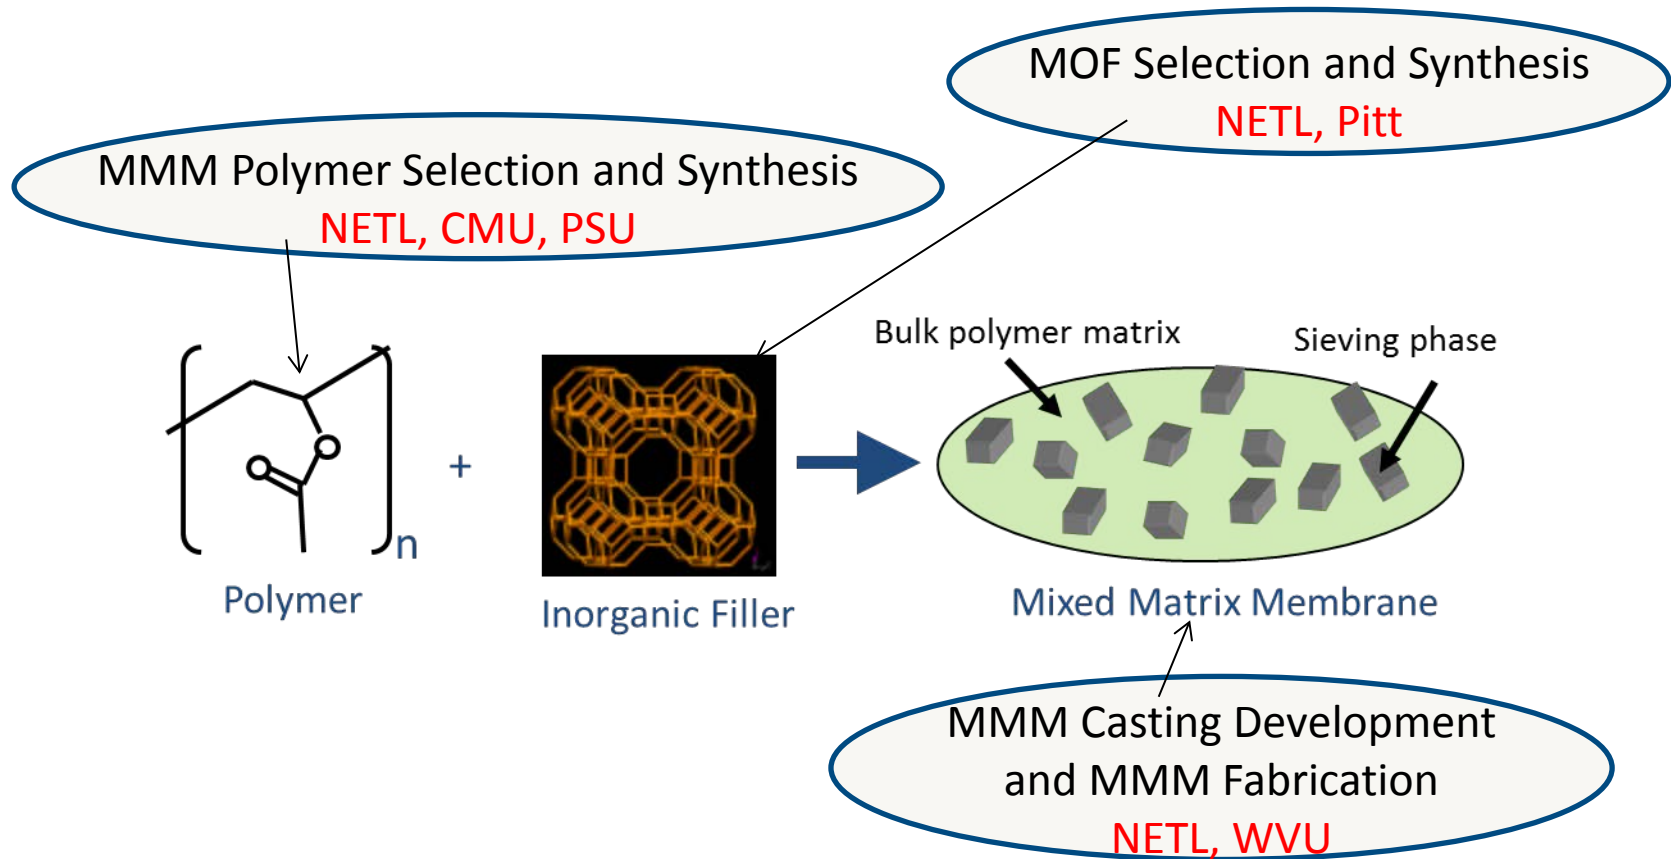 MOF Selection and Synthesis
NETL, Pitt
MMM Polymer Selection and Synthesis
NETL, CMU, PSU
Bulk polymer matrix
Sieving phase
O
O
+
n
Polymer
Inorganic Filler
Mixed Matrix Membrane
MMM Casting Development
and MMM Fabrication
NETL, WVU